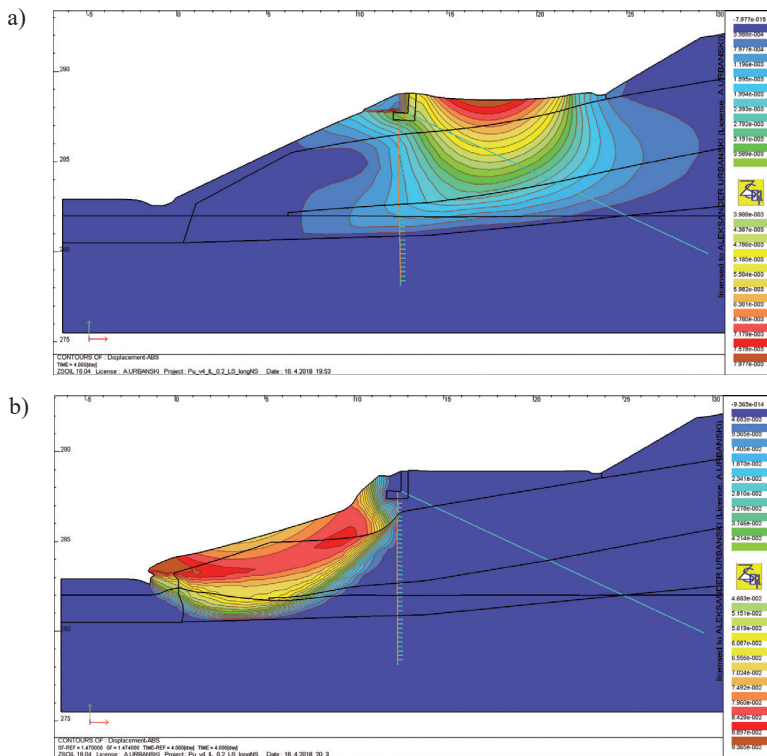 a)
-5 0 5 10 15 20 25 30
290
285
280
275
-7.977e-015
3.988e-004
7.977e-004
1.196e-003
1.595e-003
1.994e-003
2.393e-003
2.792e-003
3.191e-003
3.589e-003
3.988e-003
4.387e-003
4.786e-003
5.185e-003
5.584e-003
5.982e-003
6.381e-003
6.780e-003
7.179e-003
7.578e-003
7.977e-003
licensed to ALEKSANDER URBANSKI (License: A.URBANSKI)
CONTOURS OF : Displacement-ABS
TIME = 4.000[day]
ZSOIL 18.04 License : A.URBANSKI Project : Pu_v4_IL_0.2_LS_longNS Date : 16. 4.2018 19:53
b)
-5 0 5 10 15 20 25 30
290
285
280
275
-9.365e-014
4.683e-003
9.365e-003
1.405e-002
1.873e-002
2.341e-002
2.810e-002
3.278e-002
3.746e-002
4.214e-002
4.683e-002
5.151e-002
5.619e-002
6.087e-002
6.556e-002
7.024e-002
7.492e-002
7.960e-002
8.429e-002
8.897e-002
9.365e-002
licensed to ALEKSANDER URBANSKI (License: A.URBANSKI)
CONTOURS OF : Displacement-ABS
SF-REF = 1.470000 SF = 1.474000 TIME-REF = 4.000[day] TIME = 4.000[day]
ZSOIL 18.04 License : A.URBANSKI Project : Pu_v4_IL_0.2_LS_longNS Date : 16. 4.2018 20: 3